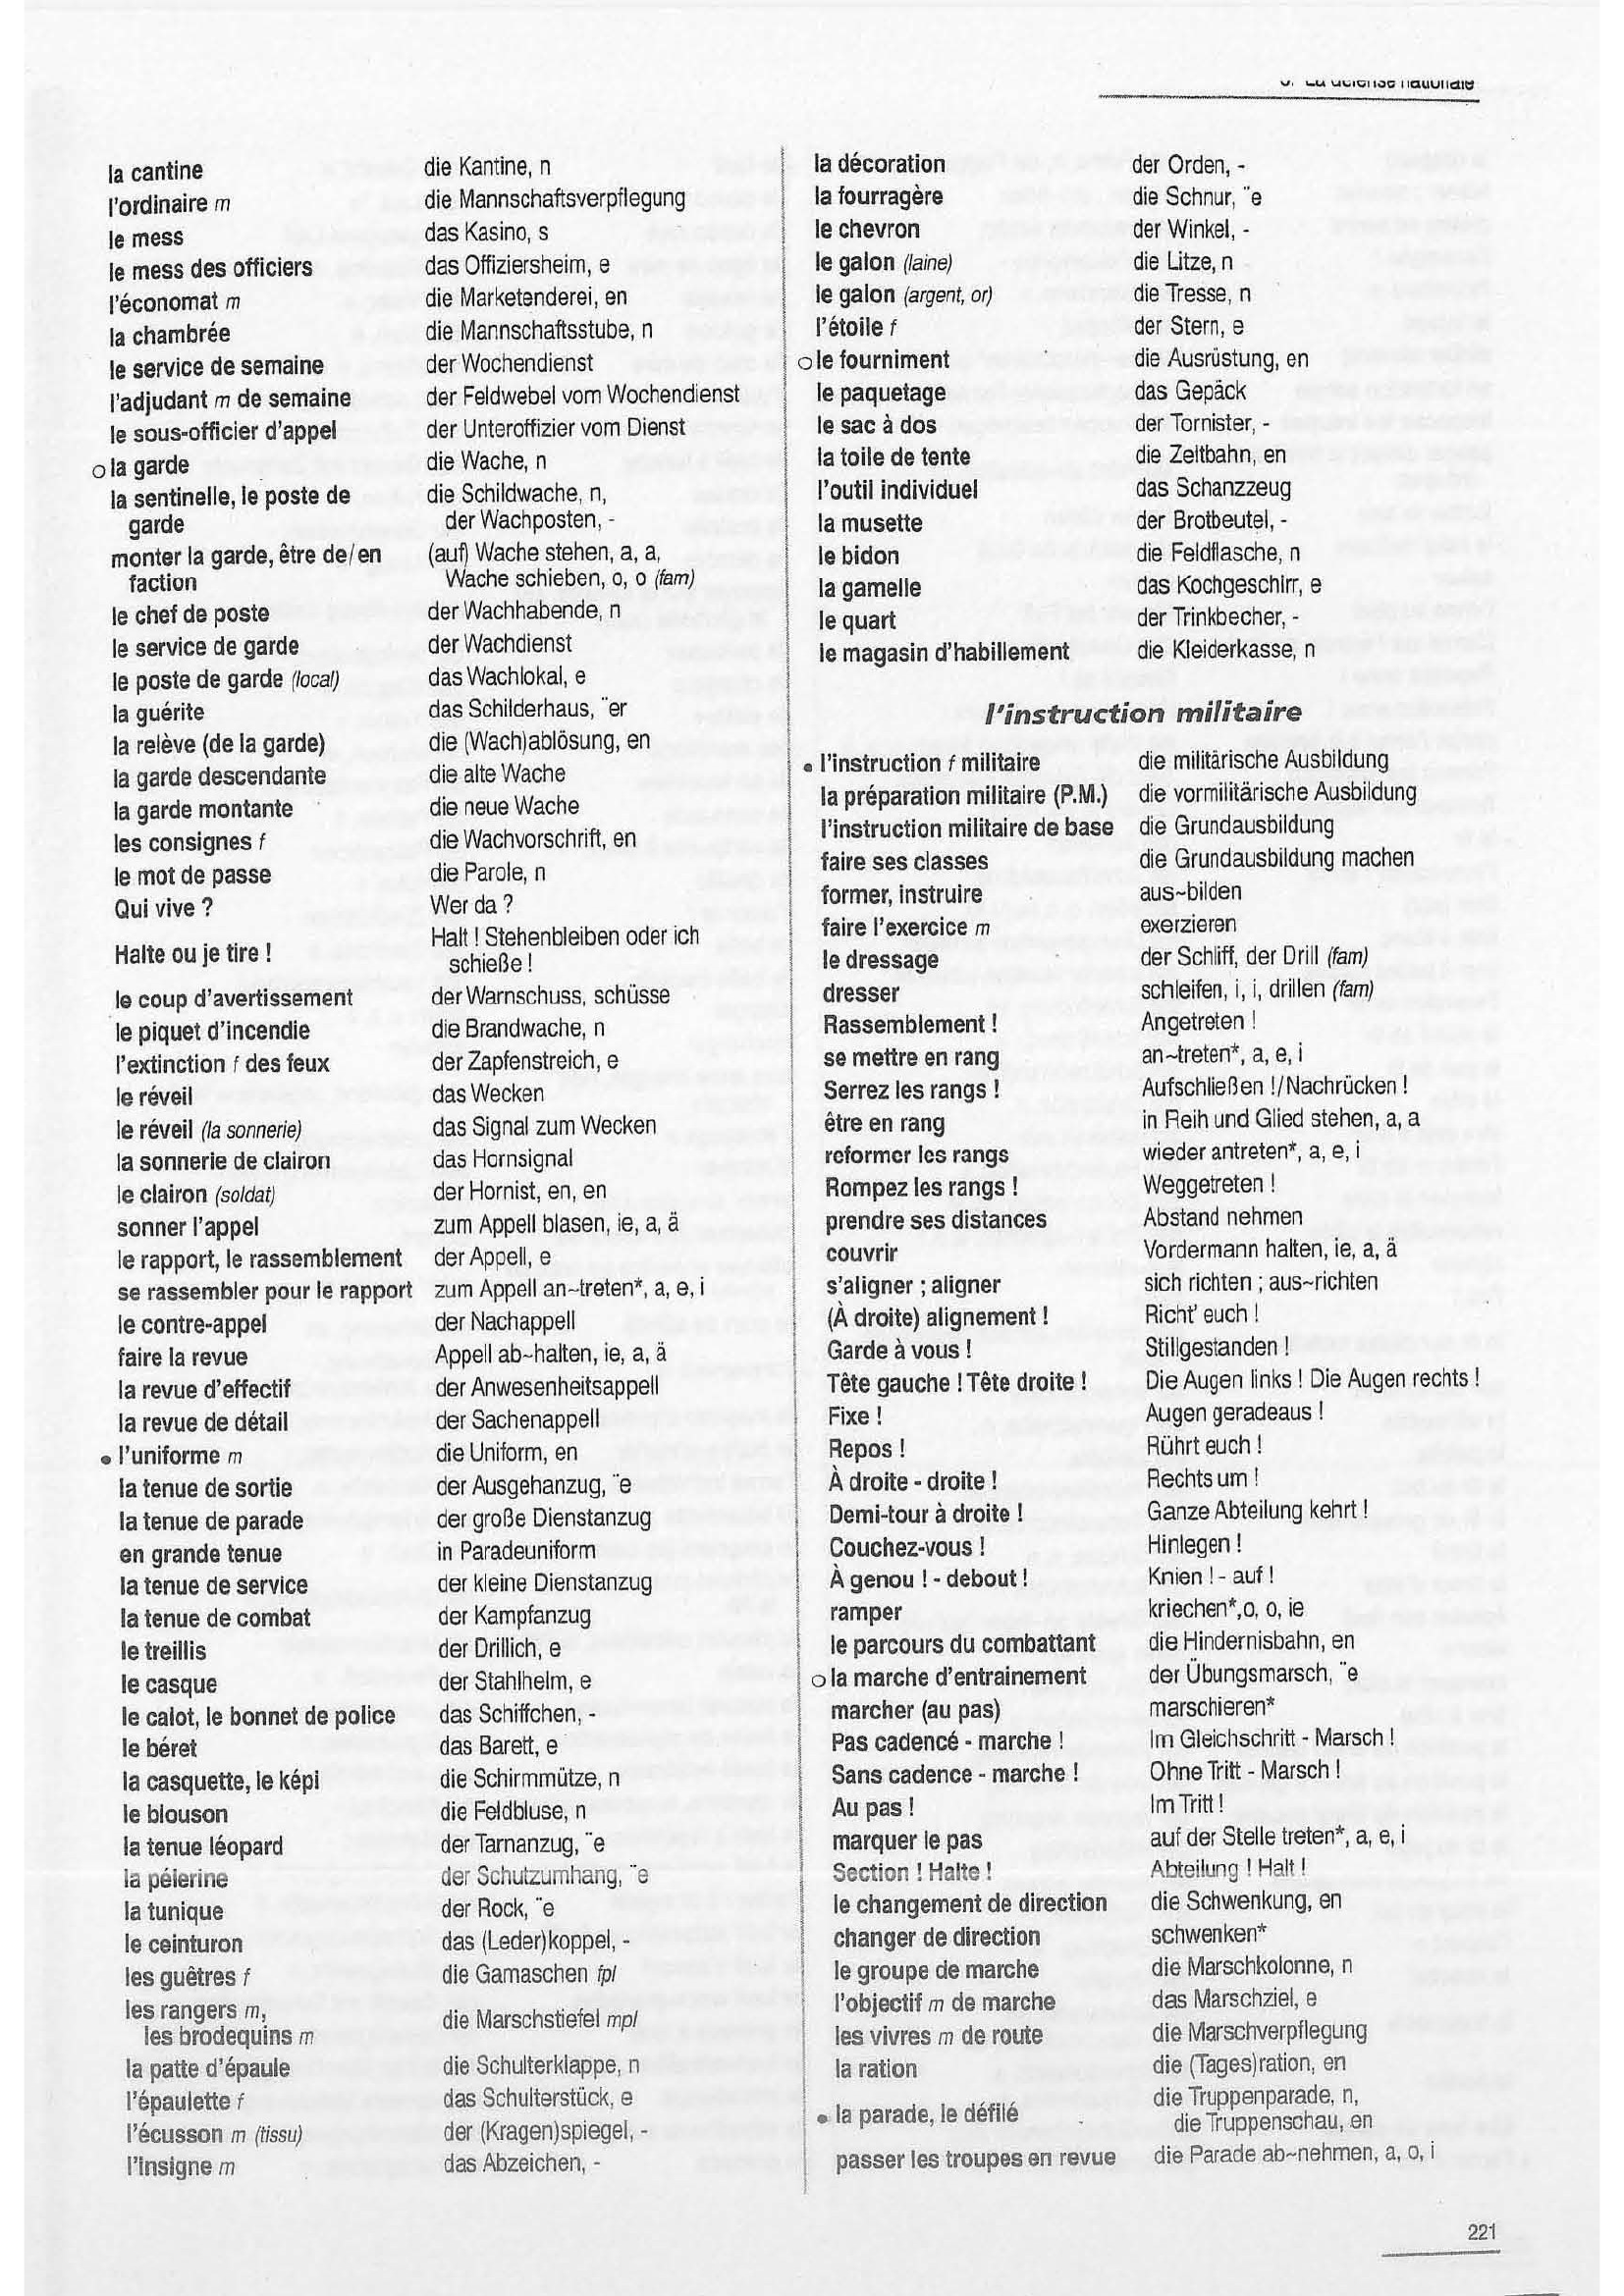 la cantine die Kantine, n
l'ordinaire m die Mannschaftsverpflegung
le mess das Kasino, s
le mess des officiers das Offiziersheim, e
l'économat m die Marketenderei, en
la chambrée die Mannschaftsstube, n
le service de semaine der Wochendienst
l'adjudant m de semaine der Feldwebel vom Wochendienst
le sous-officier d'appel der Unteroffizier vom Dienst
o la garde die Wache, n
la sentinelle, le poste de die Schildwache, n,
garde der Wachposten, -
monter la garde, être de/en (auf) Wache stehen, a, a,
faction Wache schieben, o, o (fam)
le chef de poste der Wachhabende, n
le service de garde der Wachdienst
le poste de garde (local) das Wachlokal, e
la guérite das Schilderhaus, ¨er
la relève (de la garde) die (Wach)ablösung, en
la garde descendante die alte Wache
la garde montante die neue Wache
les consignes f die Wachvorschrift, en
le mot de passe die Parole, n
Qui vive ? Wer da ?
Halte ou je tire ! Halt ! Stehenbleiben oder ich
schieße !
le coup d'avertissement der Warnschuss, schüsse
le piquet d'incendie die Brandwache, n
l'extinction f des feux der Zapfenstreich, e
le réveil das Wecken
le réveil (la sonnerie) das Signal zum Wecken
la sonnerie de clairon das Hornsignal
le clairon (soldat) der Hornist, en, en
sonner l'appel zum Appell blasen, ie, a, ä
le rapport, le rassemblement der Appell, e
se rassembler pour le rapport zum Appell an~treten*, a, e, i
le contre-appel der Nachappell
faire la revue Appell ab~halten, ie, a, ä
la revue d'effectif der Anwesenheitsappell
la revue de détail der Sachenappell
• l'uniforme m die Uniform, en
la tenue de sortie der Ausgehanzug, ¨e
la tenue de parade der große Dienstanzug
en grande tenue in Paradeuniform
la tenue de service der kleine Dienstanzug
la tenue de combat der Kampfanzug
le treillis der Drillich, e
le casque der Stahlhelm, e
le calot, le bonnet de police das Schiffchen, -
le béret das Barett, e
la casquette, le képi die Schirmmütze, n
le blouson die Feldbluse, n
la tenue léopard der Tarnanzug, ¨e
la pélerine der Schutzumhang, ¨e
la tunique der Rock, ¨e
le ceinturon das (Leder)koppel, -
les guêtres f die Gamaschen fpl
les rangers m,
les brodequins m die Marschstiefel mpl
la patte d'épaule die Schulterklappe, n
l'épaulette f das Schulterstück, e
l'écusson m (tissu) der (Kragen)spiegel, -
l'insigne m das Abzeichen, -
la décoration der Orden, -
la fourragère die Schnur, ¨e
le chevron der Winkel, -
le galon (laine) die Litze, n
le galon (argent, or) die Tresse, n
l'étoile f der Stern, e
o le fourniment die Ausrüstung, en
le paquetage das Gepäck
le sac à dos der Tornister, -
la toile de tente die Zeltbahn, en
l'outil individuel das Schanzzeug
la musette der Brotbeutel, -
le bidon die Feldflasche, n
la gamelle das Kochgeschirr, e
le quart der Trinkbecher, -
le magasin d'habillement die Kleiderkasse, n
l'instruction militaire
• l'instruction f militaire die militärische Ausbildung
la préparation militaire (P.M.) die vormilitärische Ausbildung
l'instruction militaire de base die Grundausbildung
faire ses classes die Grundausbildung machen
former, instruire aus~bilden
faire l'exercice m exerzieren
le dressage der Schliff, der Drill (fam)
dresser schleifen, i, i, drillen (fam)
Rassemblement ! Angetreten !
se mettre en rang an~treten*, a, e, i
Serrez les rangs ! Aufschließen !/Nachrücken !
être en rang in Reih und Glied stehen, a, a
reformer les rangs wieder antreten*, a, e, i
Rompez les rangs ! Weggetreten !
prendre ses distances Abstand nehmen
couvrir Vordermann halten, ie, a, ä
s'aligner ; aligner sich richten ; aus~richten
(À droite) alignement ! Richt' euch !
Garde à vous ! Stillgestanden !
Tête gauche ! Tête droite ! Die Augen links ! Die Augen rechts !
Fixe ! Augen geradeaus !
Repos ! Rührt euch !
À droite - droite ! Rechts um !
Demi-tour à droite ! Ganze Abteilung kehrt !
Couchez-vous ! Hinlegen !
À genou ! - debout ! Knien ! - auf !
ramper kriechen*,o, o, ie
le parcours du combattant die Hindernisbahn, en
o la marche d'entrainement der Übungsmarsch, ¨e
marcher (au pas) marschieren*
Pas cadencé - marche ! Im Gleichschritt - Marsch !
Sans cadence - marche ! Ohne Tritt - Marsch !
Au pas ! Im Tritt !
marquer le pas auf der Stelle treten*, a, e, i
Section ! Halte ! Abteilung ! Halt !
le changement de direction die Schwenkung, en
changer de direction schwenken*
le groupe de marche die Marschkolonne, n
l'objectif m de marche das Marschziel, e
les vivres m de route die Marschverpflegung
la ration die (Tages)ration, en
• la parade, le défilé die Truppenparade, n,
die Truppenschau, en
passer les troupes en revue die Parade ab~nehmen, a, o, i
221